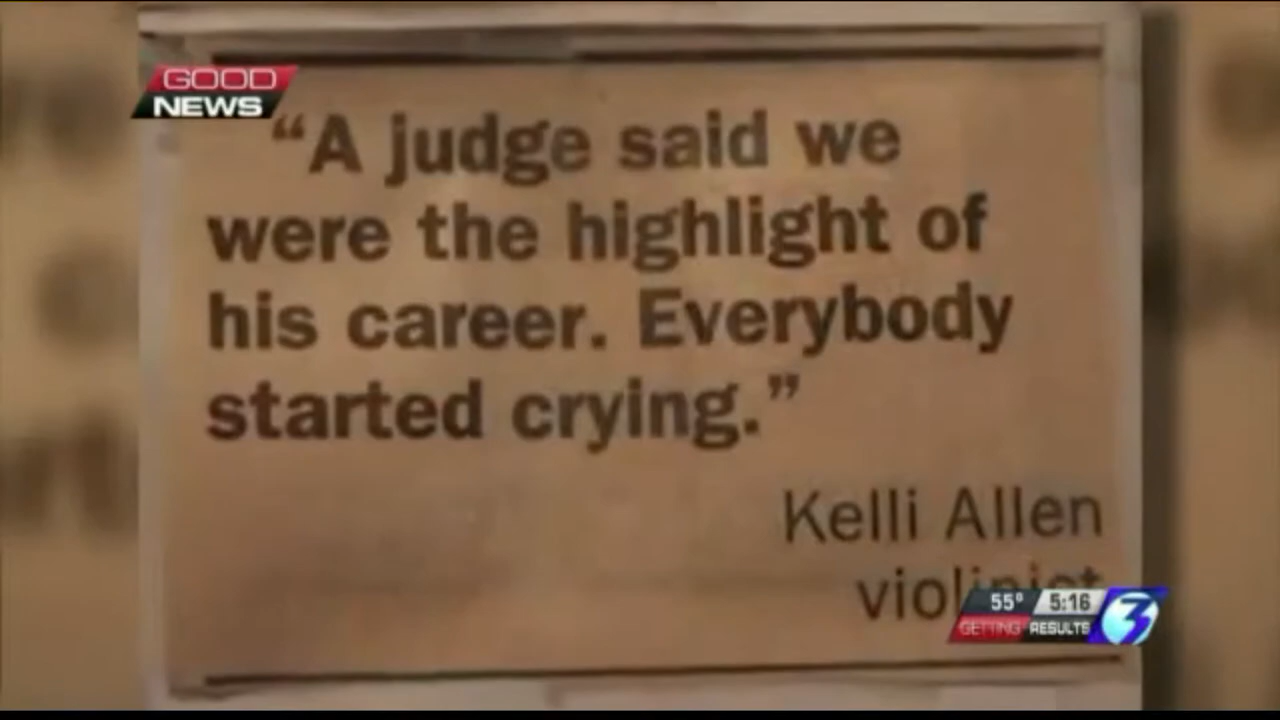 GOOD
NEWS
“A judge said we
were the highlight of
his career. Everybody
started crying.”
Kelli Allen
violinist
55° 5:16
GETTING RESULTS 3